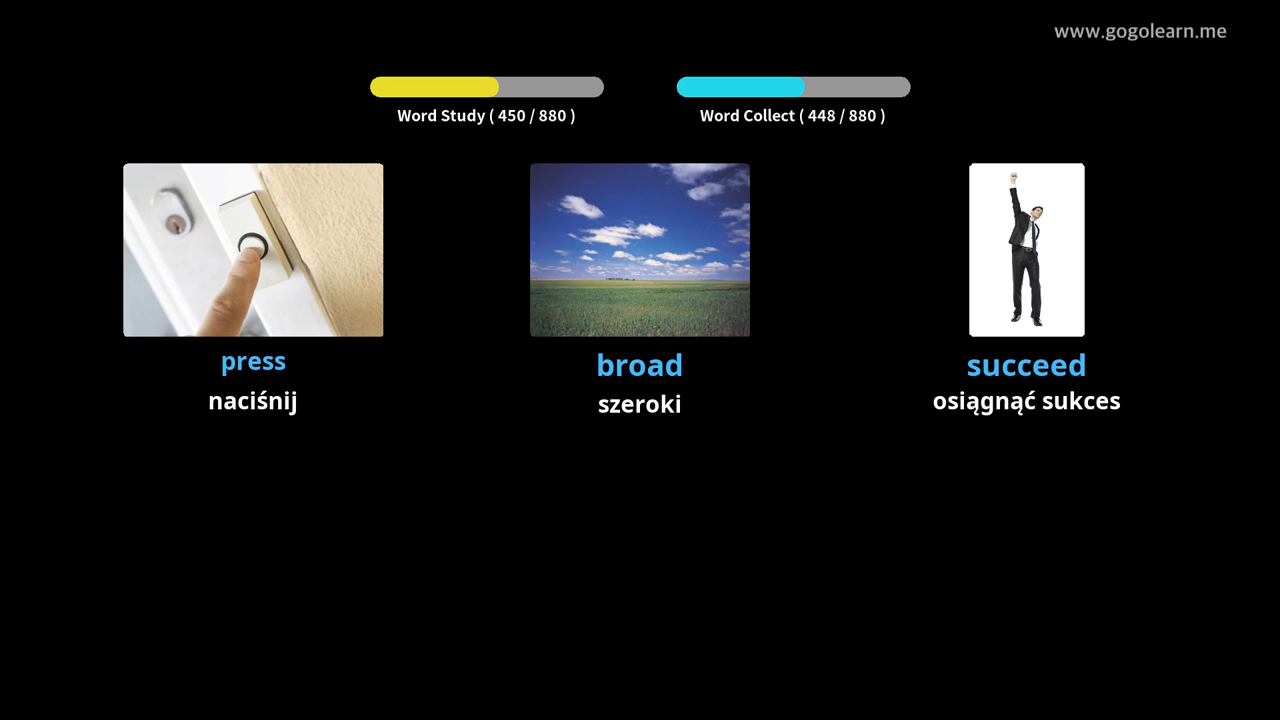 www.gogolearn.me
Word Study ( 450 / 880 )
Word Collect ( 448 / 880 )
press
naciśnij
broad
szeroki
succeed
osiągnąć sukces